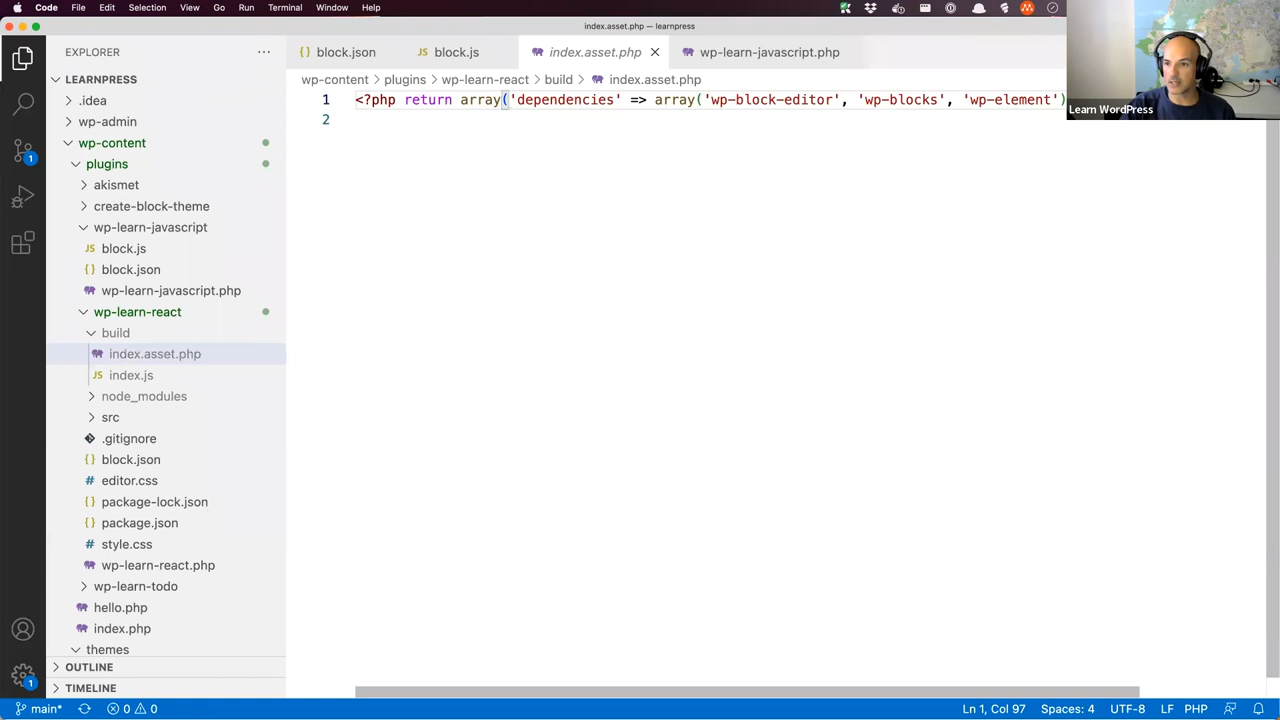 Code File Edit Selection View Go Run Terminal Window Help
index.asset.php — learnpress
EXPLORER
block.json
JS block.js
index.asset.php
wp-learn-javascript.php
wp-content > plugins > wp-learn-react > build > index.asset.php
1 <?php return array('dependencies' => array('wp-block-editor', 'wp-blocks', 'wp-element')
2
Learn WordPress
LEARNPRESS
.idea
wp-admin
wp-content
plugins
akismet
create-block-theme
wp-learn-javascript
JS block.js
{} block.json
wp-learn-javascript.php
wp-learn-react
build
index.asset.php
JS index.js
node_modules
src
.gitignore
block.json
# editor.css
{} package-lock.json
{} package.json
# style.css
wp-learn-react.php
wp-learn-todo
hello.php
index.php
themes
OUTLINE
TIMELINE
1
1
main* 0 0 Ln 1, Col 97 Spaces: 4 UTF-8 LF PHP